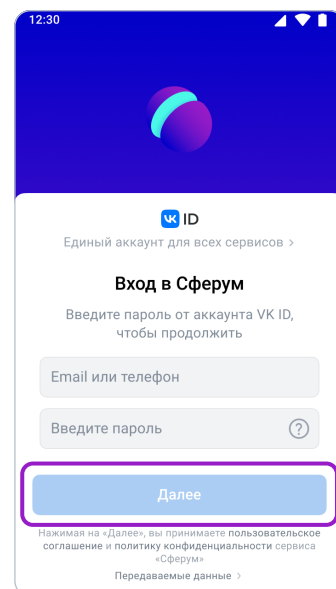 12:30
VK ID
Единый аккаунт для всех сервисов >
Вход в Сферум
Введите пароль от аккаунта VK ID,
чтобы продолжить
Email или телефон
Введите пароль ?
Далее
Нажимая на «Далее», вы принимаете пользовательское
соглашение и политику конфиденциальности сервиса
«Сферум»
Передаваемые данные >